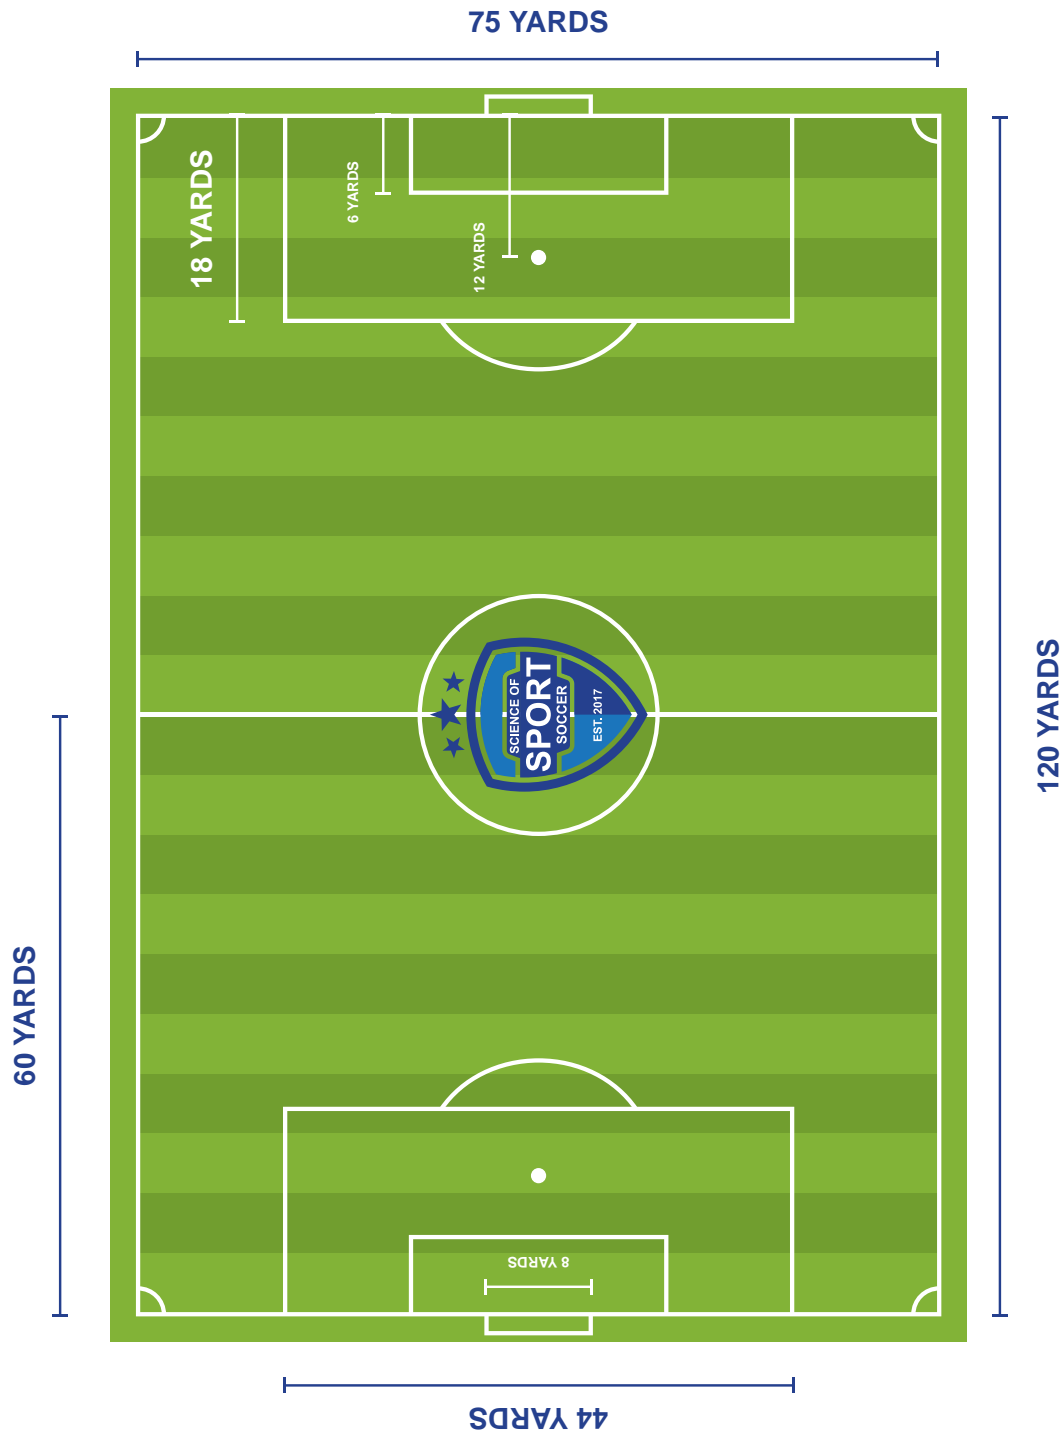 75 YARDS
18 YARDS
6 YARDS
12 YARDS
SCIENCE OF
SPORT
SOCCER
EST. 2017
120 YARDS
60 YARDS
8 YARDS
44 YARDS